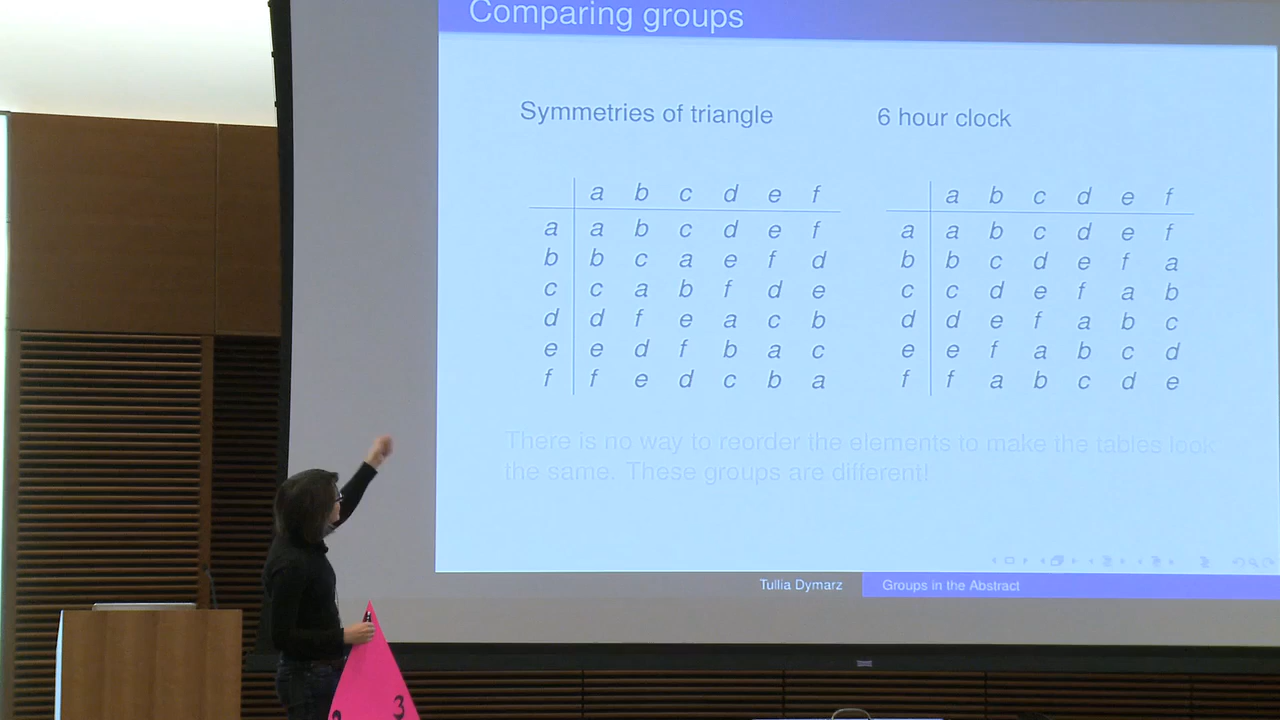 Comparing groups
Symmetries of triangle
6 hour clock
a b c d e f
a a b c d e f
b b c a e f d
c c a b f d e
d d f e a c b
e e d f b a c
f f e d c b a
a b c d e f
a a b c d e f
b b c d e f a
c c d e f a b
d d e f a b c
e e f a b c d
f f a b c d e
There is no way to reorder the elements to make the tables look
the same. These groups are different!
Tullia Dymarz
Groups in the Abstract
3